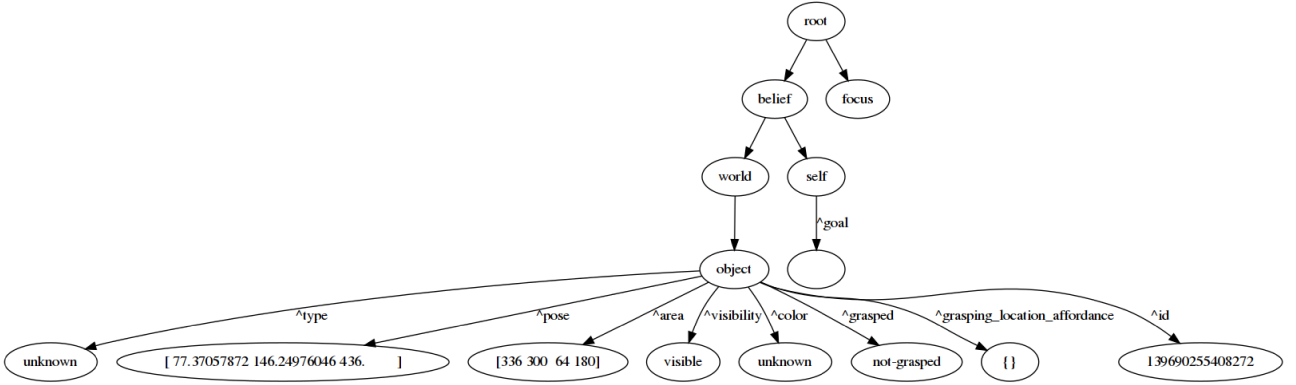 root
belief
focus
world
self
^goal
object
^type
^pose
^area
^visibility
^color
^grasped
^grasping_location_affordance
^id
unknown
[ 77.37057872 146.24976046 436. ]
[336 300 64 180]
visible
unknown
not-grasped
{}
139690255408272